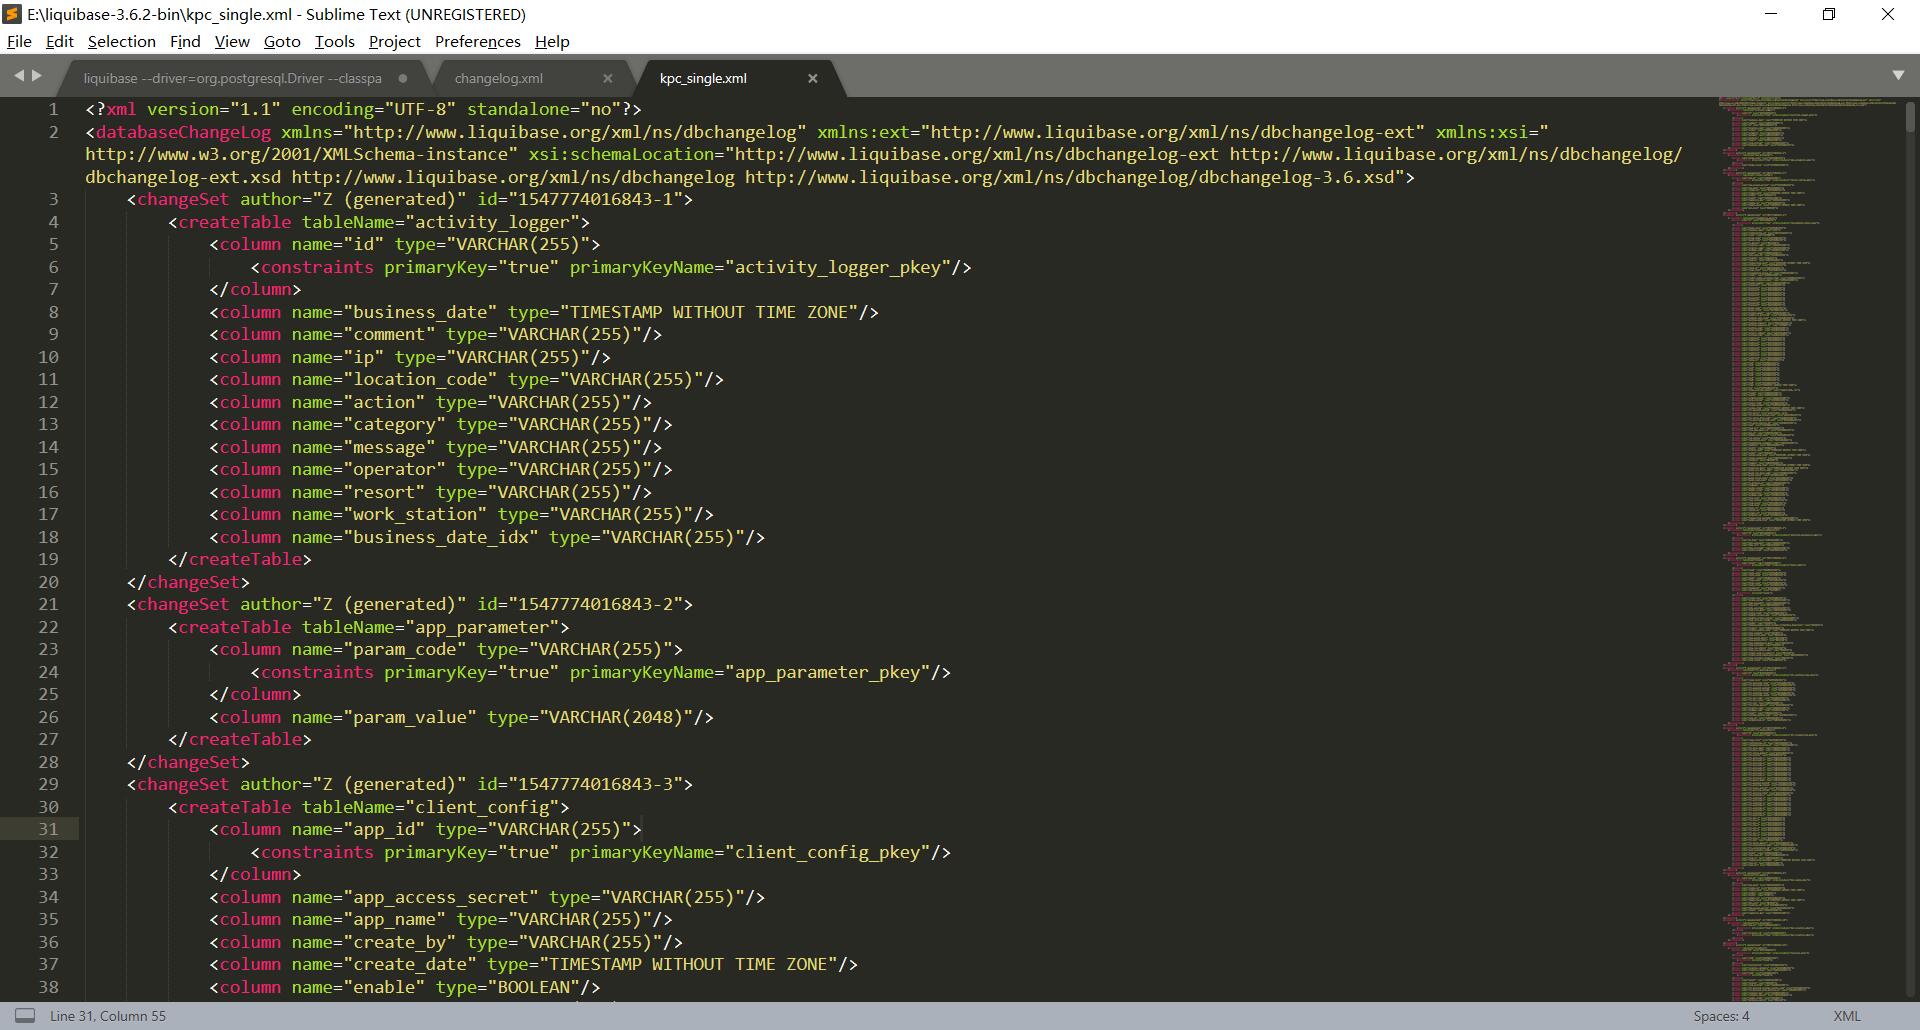 E:\liquibase-3.6.2-bin\kpc_single.xml - Sublime Text (UNREGISTERED)
File Edit Selection Find View Goto Tools Project Preferences Help
liquibase --driver=org.postgresql.Driver --classpa changelog.xml kpc_single.xml
1 <?xml version="1.1" encoding="UTF-8" standalone="no"?>
2 <databaseChangeLog xmlns="http://www.liquibase.org/xml/ns/dbchangelog" xmlns:ext="http://www.liquibase.org/xml/ns/dbchangelog-ext" xmlns:xsi="
http://www.w3.org/2001/XMLSchema-instance" xsi:schemaLocation="http://www.liquibase.org/xml/ns/dbchangelog-ext http://www.liquibase.org/xml/ns/dbchangelog/
dbchangelog-ext.xsd http://www.liquibase.org/xml/ns/dbchangelog http://www.liquibase.org/xml/ns/dbchangelog/dbchangelog-3.6.xsd">
3 <changeSet author="Z (generated)" id="1547774016843-1">
4 <createTable tableName="activity_logger">
5 <column name="id" type="VARCHAR(255)">
6 <constraints primaryKey="true" primaryKeyName="activity_logger_pkey"/>
7 </column>
8 <column name="business_date" type="TIMESTAMP WITHOUT TIME ZONE"/>
9 <column name="comment" type="VARCHAR(255)"/>
10 <column name="ip" type="VARCHAR(255)"/>
11 <column name="location_code" type="VARCHAR(255)"/>
12 <column name="action" type="VARCHAR(255)"/>
13 <column name="category" type="VARCHAR(255)"/>
14 <column name="message" type="VARCHAR(255)"/>
15 <column name="operator" type="VARCHAR(255)"/>
16 <column name="resort" type="VARCHAR(255)"/>
17 <column name="work_station" type="VARCHAR(255)"/>
18 <column name="business_date_idx" type="VARCHAR(255)"/>
19 </createTable>
20 </changeSet>
21 <changeSet author="Z (generated)" id="1547774016843-2">
22 <createTable tableName="app_parameter">
23 <column name="param_code" type="VARCHAR(255)">
24 <constraints primaryKey="true" primaryKeyName="app_parameter_pkey"/>
25 </column>
26 <column name="param_value" type="VARCHAR(2048)"/>
27 </createTable>
28 </changeSet>
29 <changeSet author="Z (generated)" id="1547774016843-3">
30 <createTable tableName="client_config">
31 <column name="app_id" type="VARCHAR(255)">
32 <constraints primaryKey="true" primaryKeyName="client_config_pkey"/>
33 </column>
34 <column name="app_access_secret" type="VARCHAR(255)"/>
35 <column name="app_name" type="VARCHAR(255)"/>
36 <column name="create_by" type="VARCHAR(255)"/>
37 <column name="create_date" type="TIMESTAMP WITHOUT TIME ZONE"/>
38 <column name="enable" type="BOOLEAN"/>
Line 31, Column 55 Spaces: 4 XML